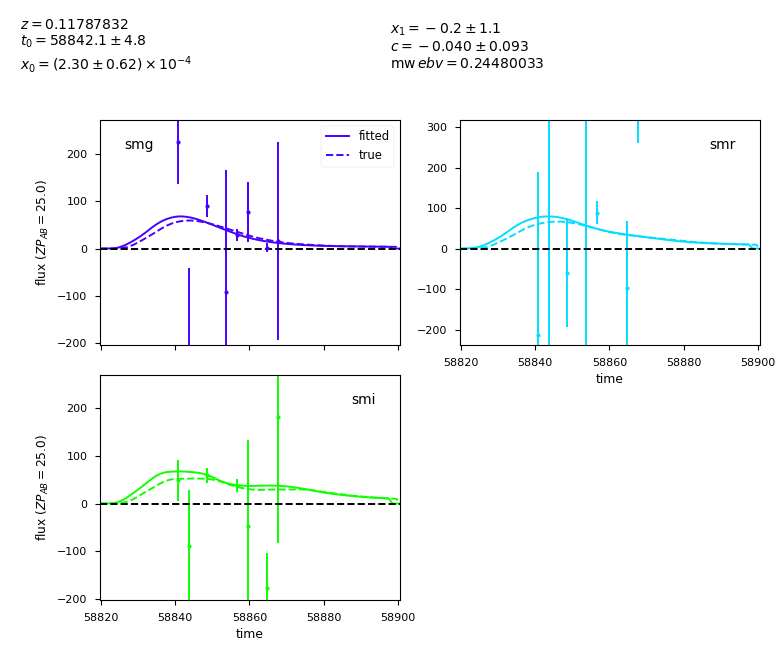 z = 0.11787832
t₀ = 58842.1 ± 4.8
x₀ = (2.30 ± 0.62) × 10⁻⁴
x₁ = −0.2 ± 1.1
c = −0.040 ± 0.093
mw ebv = 0.24480033
smg
fitted
true
200
100
0
−100
−200
flux (ZP_AB = 25.0)
smr
300
200
100
0
−100
−200
58820
58840
58860
58880
58900
time
smi
200
100
0
−100
−200
flux (ZP_AB = 25.0)
58820
58840
58860
58880
58900
time